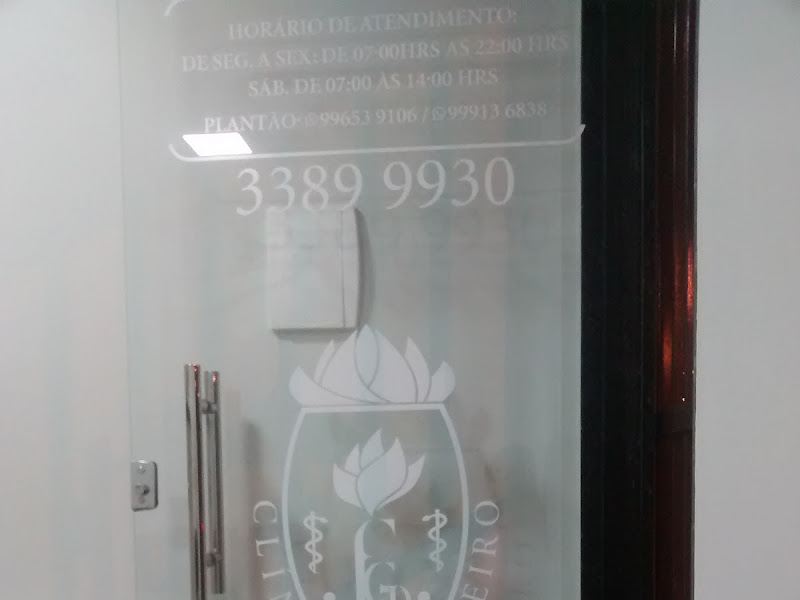 HORÁRIO DE ATENDIMENTO:
DE SEG. A SEX: DE 07:00HRS AS 22:00 HRS
SÁB. DE 07:00 ÀS 14:00 HRS
PLANTÃO: 99653 9106 / 99913 6838
3389 9930